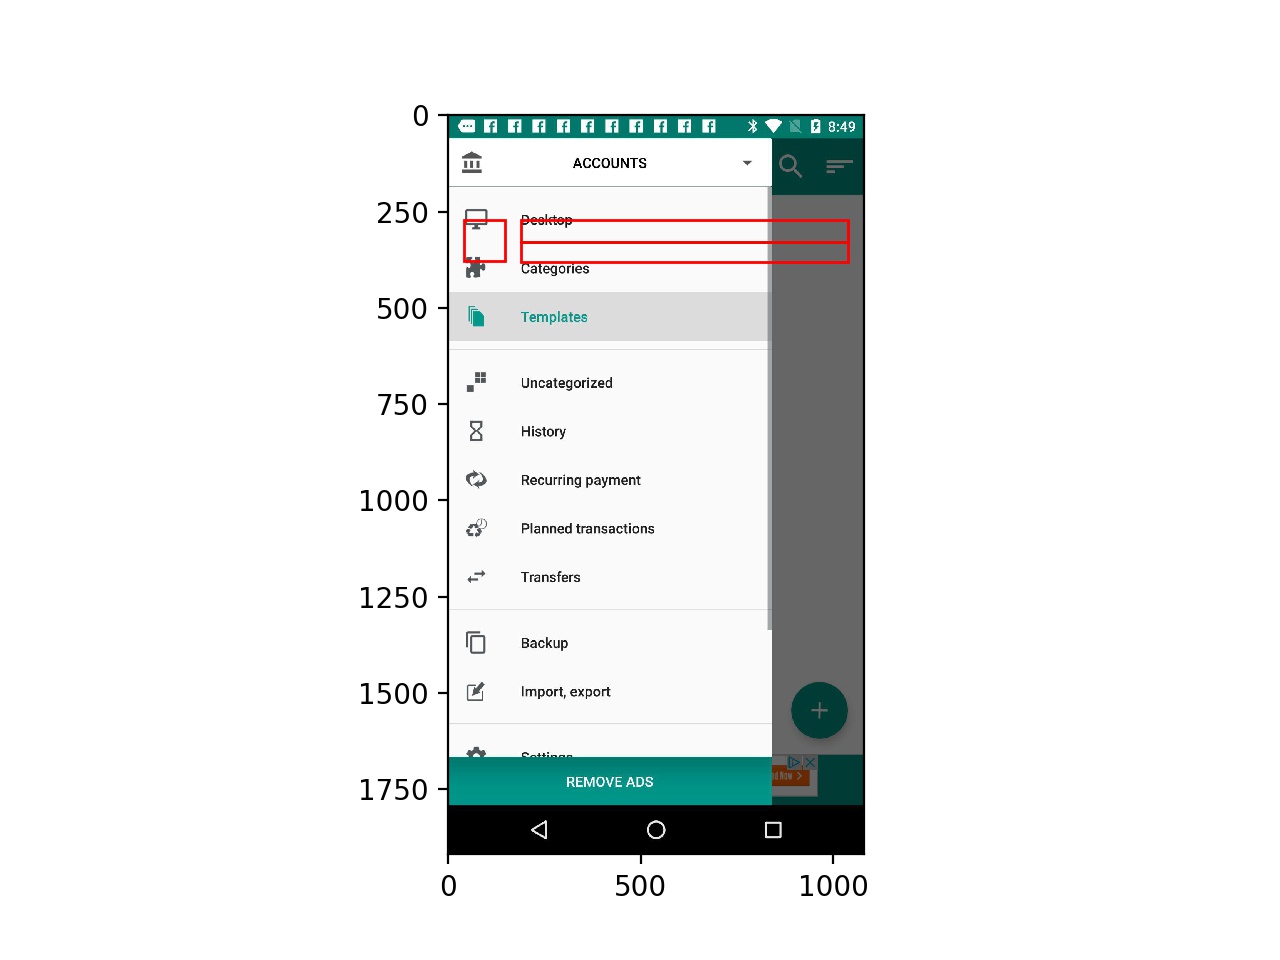 0
8:49
ACCOUNTS
250
Desktop
Categories
500
Templates
750
Uncategorized
History
1000
Recurring payment
Planned transactions
1250
Transfers
Backup
1500
Import, export
Settings
1750
REMOVE ADS
0
500
1000